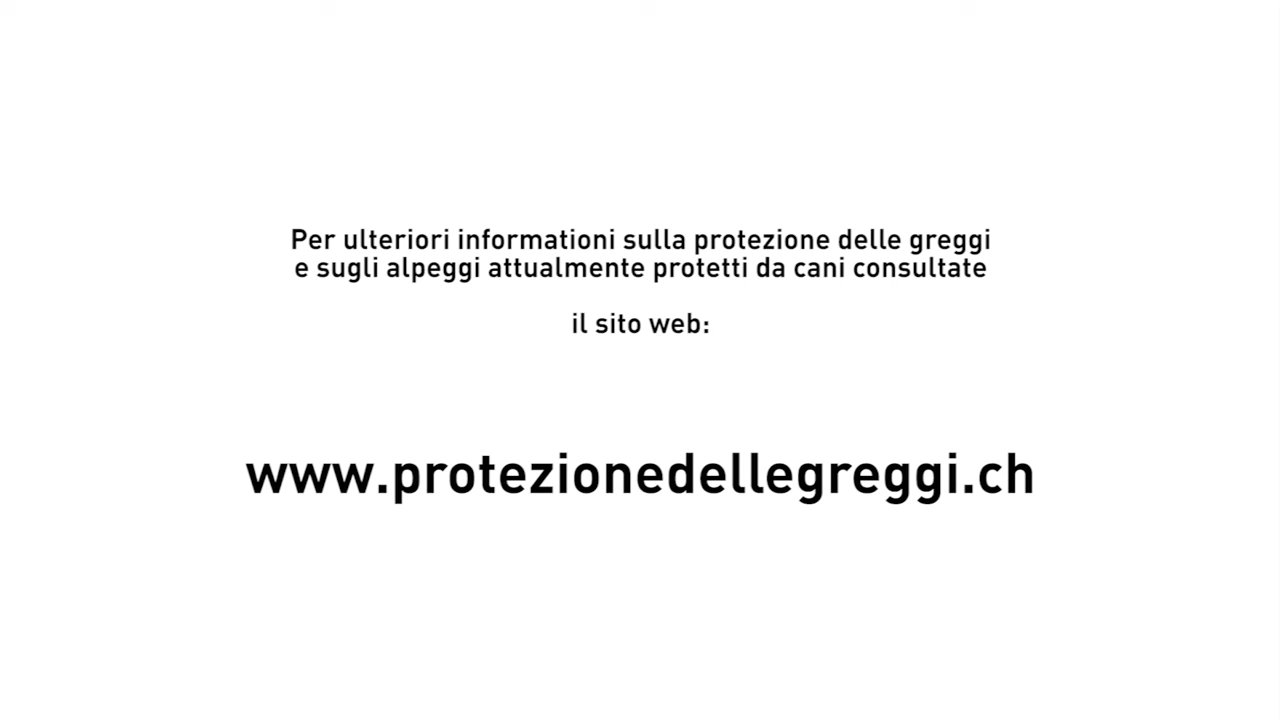 Per ulteriori informationi sulla protezione delle greggi
e sugli alpeggi attualmente protetti da cani consultate
il sito web:
www.protezionedellegreggi.ch